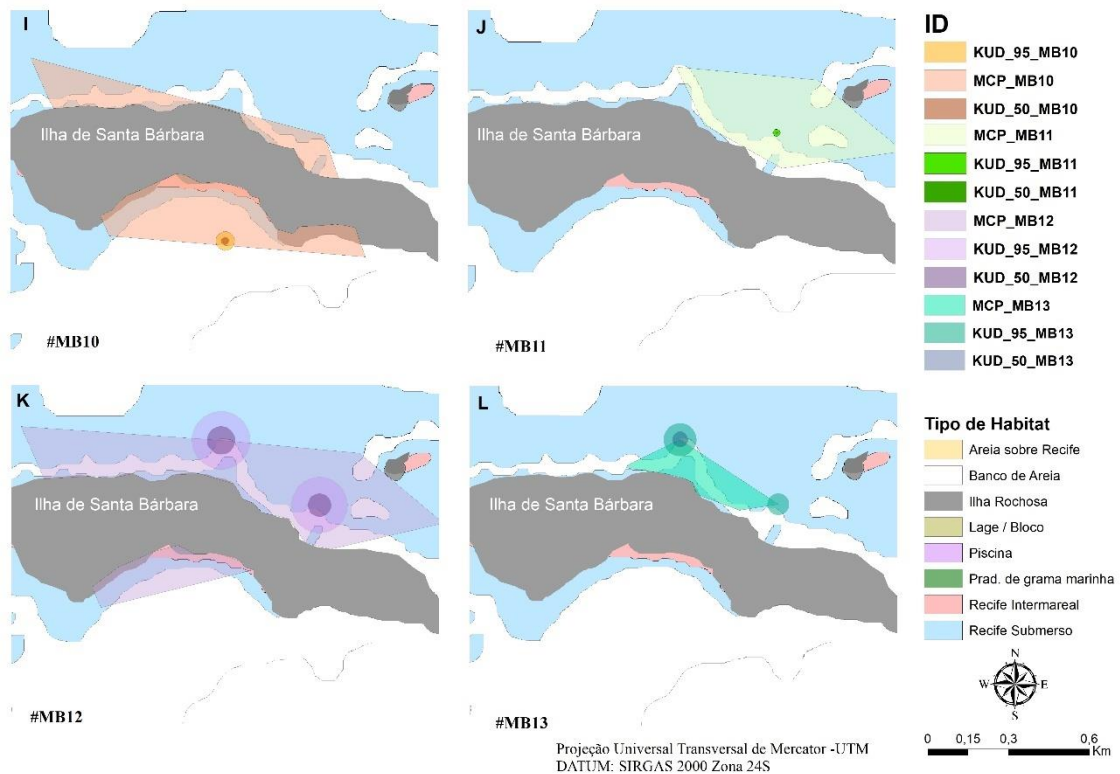 I
Ilha de Santa Bárbara
#MB10
J
Ilha de Santa Bárbara
#MB11
K
Ilha de Santa Bárbara
#MB12
L
Ilha de Santa Bárbara
#MB13
ID
KUD_95_MB10
MCP_MB10
KUD_50_MB10
MCP_MB11
KUD_95_MB11
KUD_50_MB11
MCP_MB12
KUD_95_MB12
KUD_50_MB12
MCP_MB13
KUD_95_MB13
KUD_50_MB13
Tipo de Habitat
Areia sobre Recife
Banco de Areia
Ilha Rochosa
Lage / Bloco
Piscina
Prad. de grama marinha
Recife Intermareal
Recife Submerso
N
W E
S
0 0,15 0,3 0,6
Km
Projeção Universal Transversal de Mercator -UTM
DATUM: SIRGAS 2000 Zona 24S